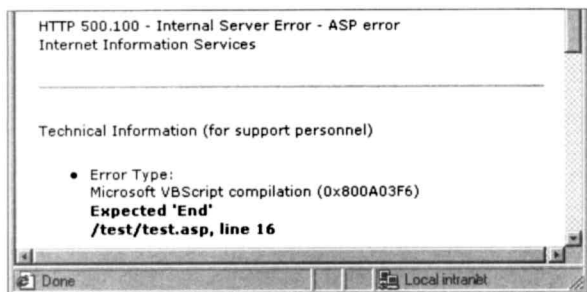 HTTP 500.100 - Internal Server Error - ASP error
Internet Information Services
Technical Information (for support personnel)
• Error Type:
Microsoft VBScript compilation (0x800A03F6)
Expected 'End'
/test/test.asp, line 16
Done
Local intranet